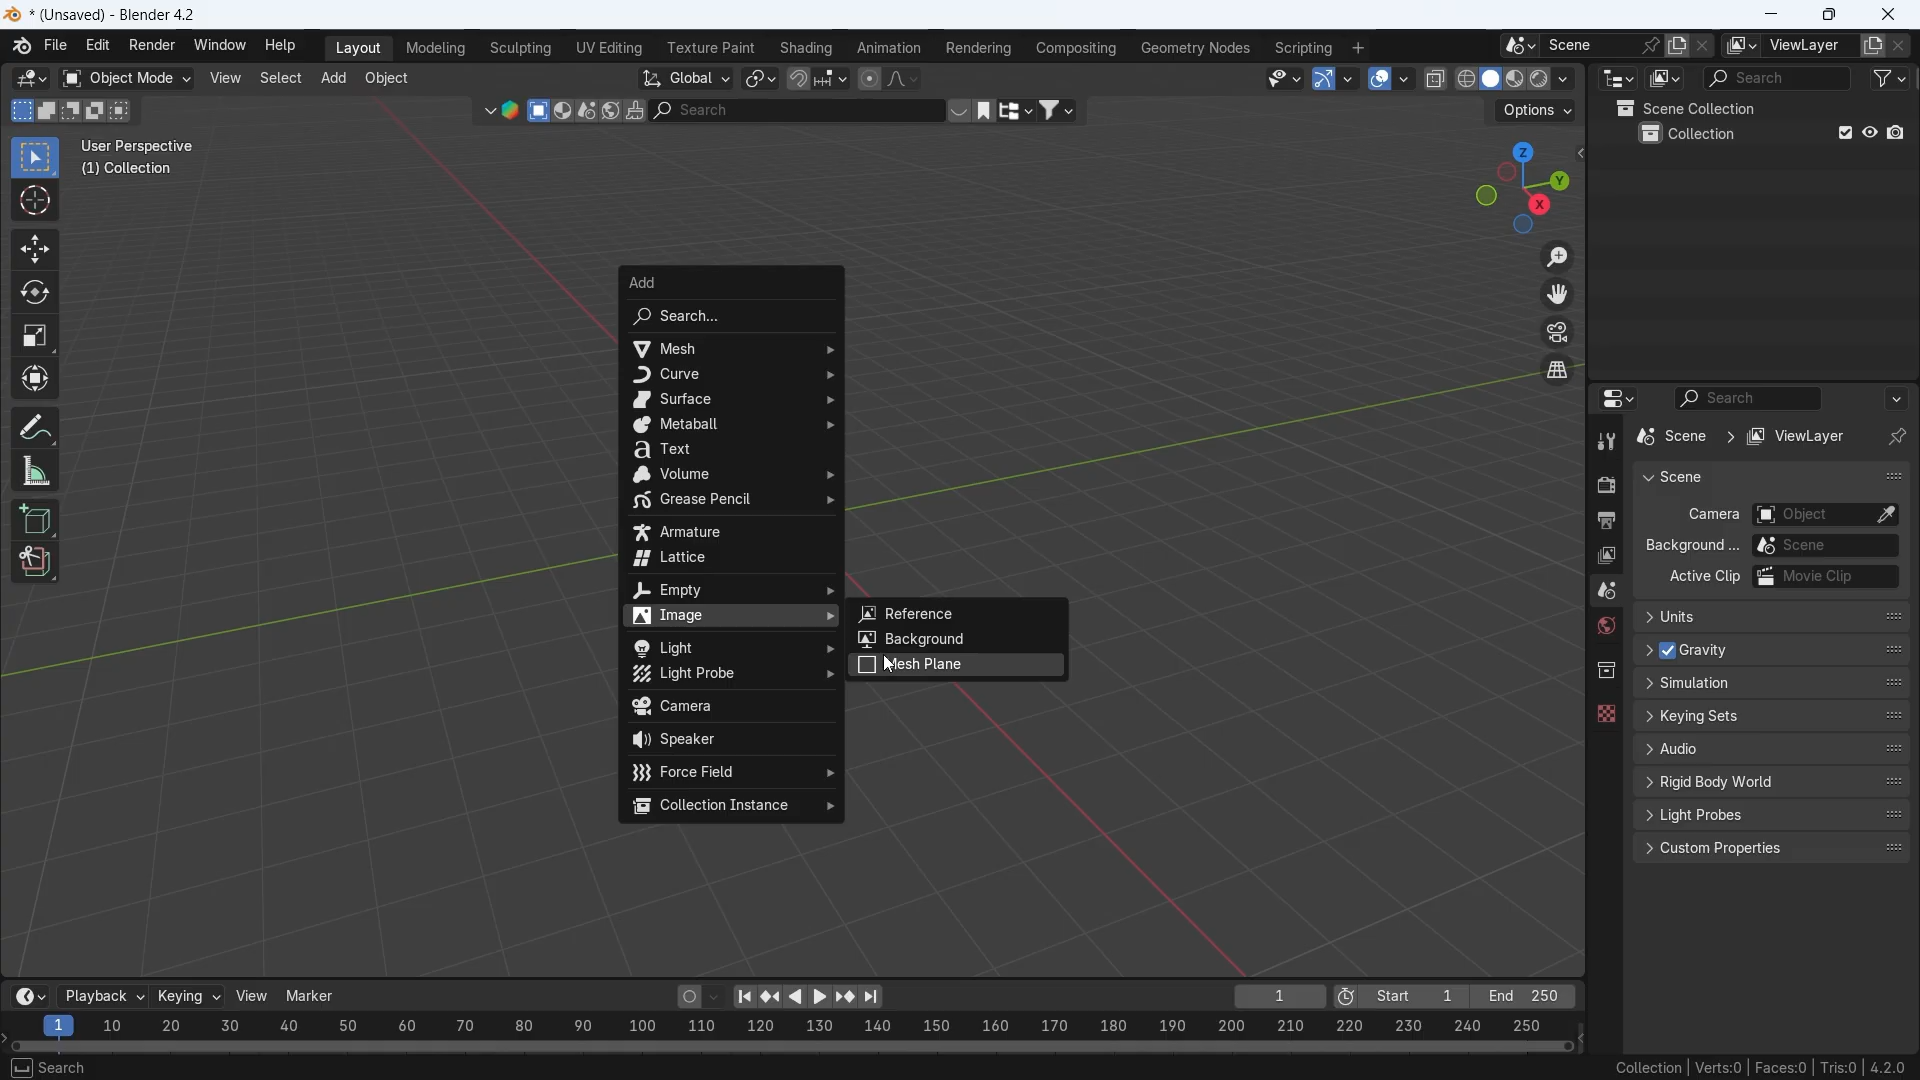 * (Unsaved) - Blender 4.2
File Edit Render Window Help Layout Modeling Sculpting UV Editing Texture Paint Shading Animation Rendering Compositing Geometry Nodes Scripting + Scene ViewLayer
Object Mode View Select Add Object Global Search
Search Options
User Perspective
(1) Collection
Z
Y
X
Scene Collection
Collection
Add
Search...
Mesh
Curve
Surface
Metaball
Text
Volume
Grease Pencil
Armature
Lattice
Empty
Image
Light
Light Probe
Camera
Speaker
Force Field
Collection Instance
Reference
Background
Mesh Plane
Search
Scene > ViewLayer
Scene
Camera Object
Background ... Scene
Active Clip Movie Clip
Units
Gravity
Simulation
Keying Sets
Audio
Rigid Body World
Light Probes
Custom Properties
Playback Keying View Marker 1 Start 1 End 250
1 10 20 30 40 50 60 70 80 90 100 110 120 130 140 150 160 170 180 190 200 210 220 230 240 250
Search Collection | Verts:0 | Faces:0 | Tris:0 | 4.2.0